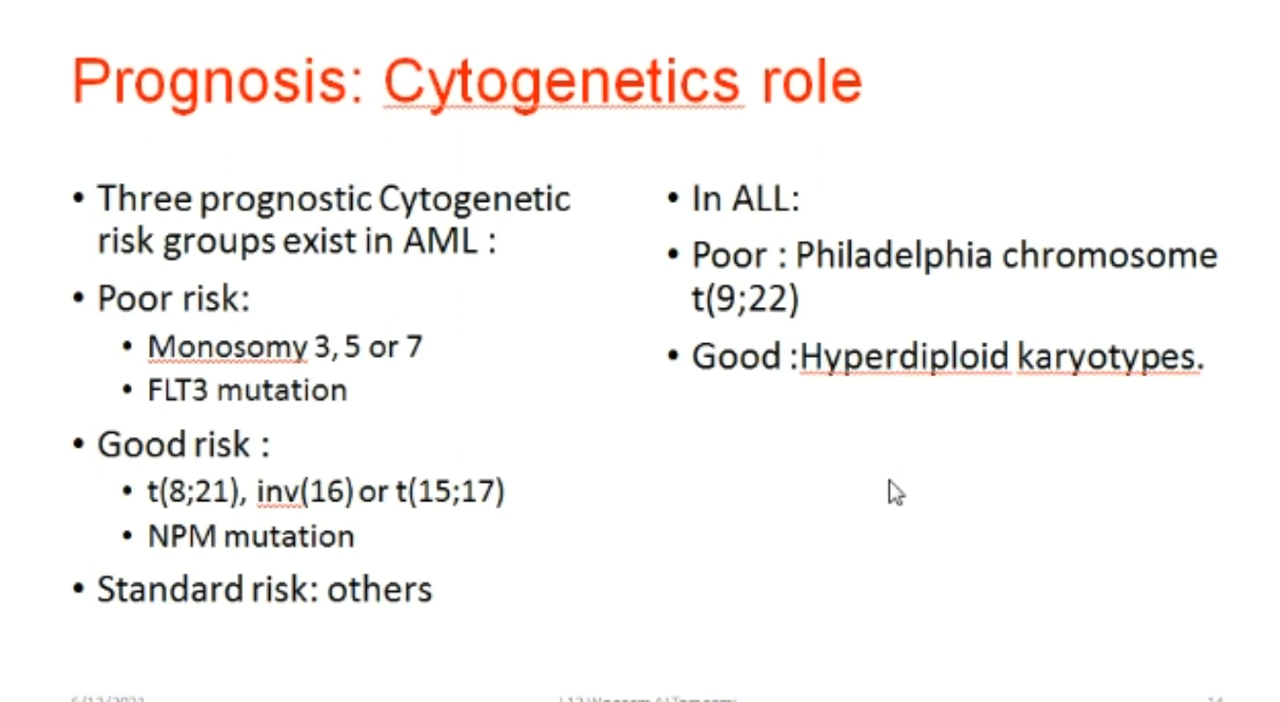 Prognosis: Cytogenetics role
• Three prognostic Cytogenetic
risk groups exist in AML :
• Poor risk:
• Monosomy 3, 5 or 7
• FLT3 mutation
• Good risk :
• t(8;21), inv(16) or t(15;17)
• NPM mutation
• Standard risk: others
• In ALL:
• Poor : Philadelphia chromosome
t(9;22)
• Good :Hyperdiploid karyotypes.